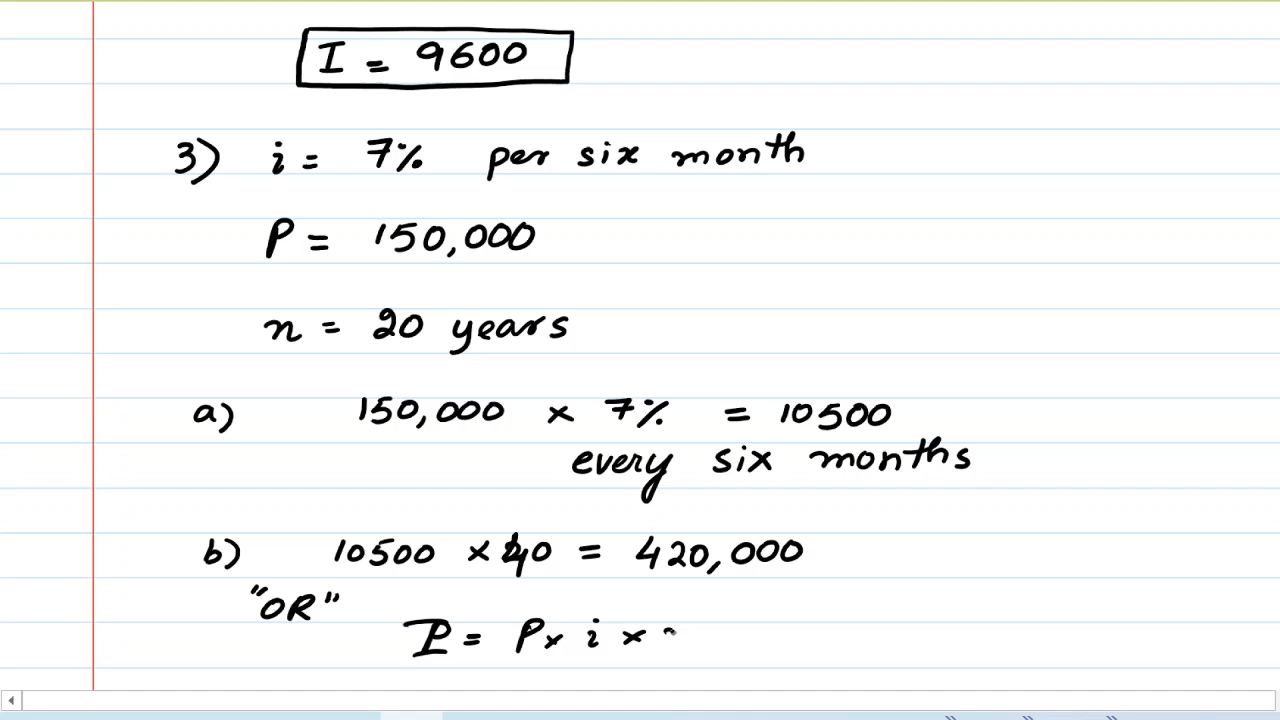 I = 9600
3) i = 7% per six month
P = 150,000
n = 20 years
a) 150,000 x 7% = 10500
every six months
b) 10500 x 40 = 420,000
"OR"
I = P x i x